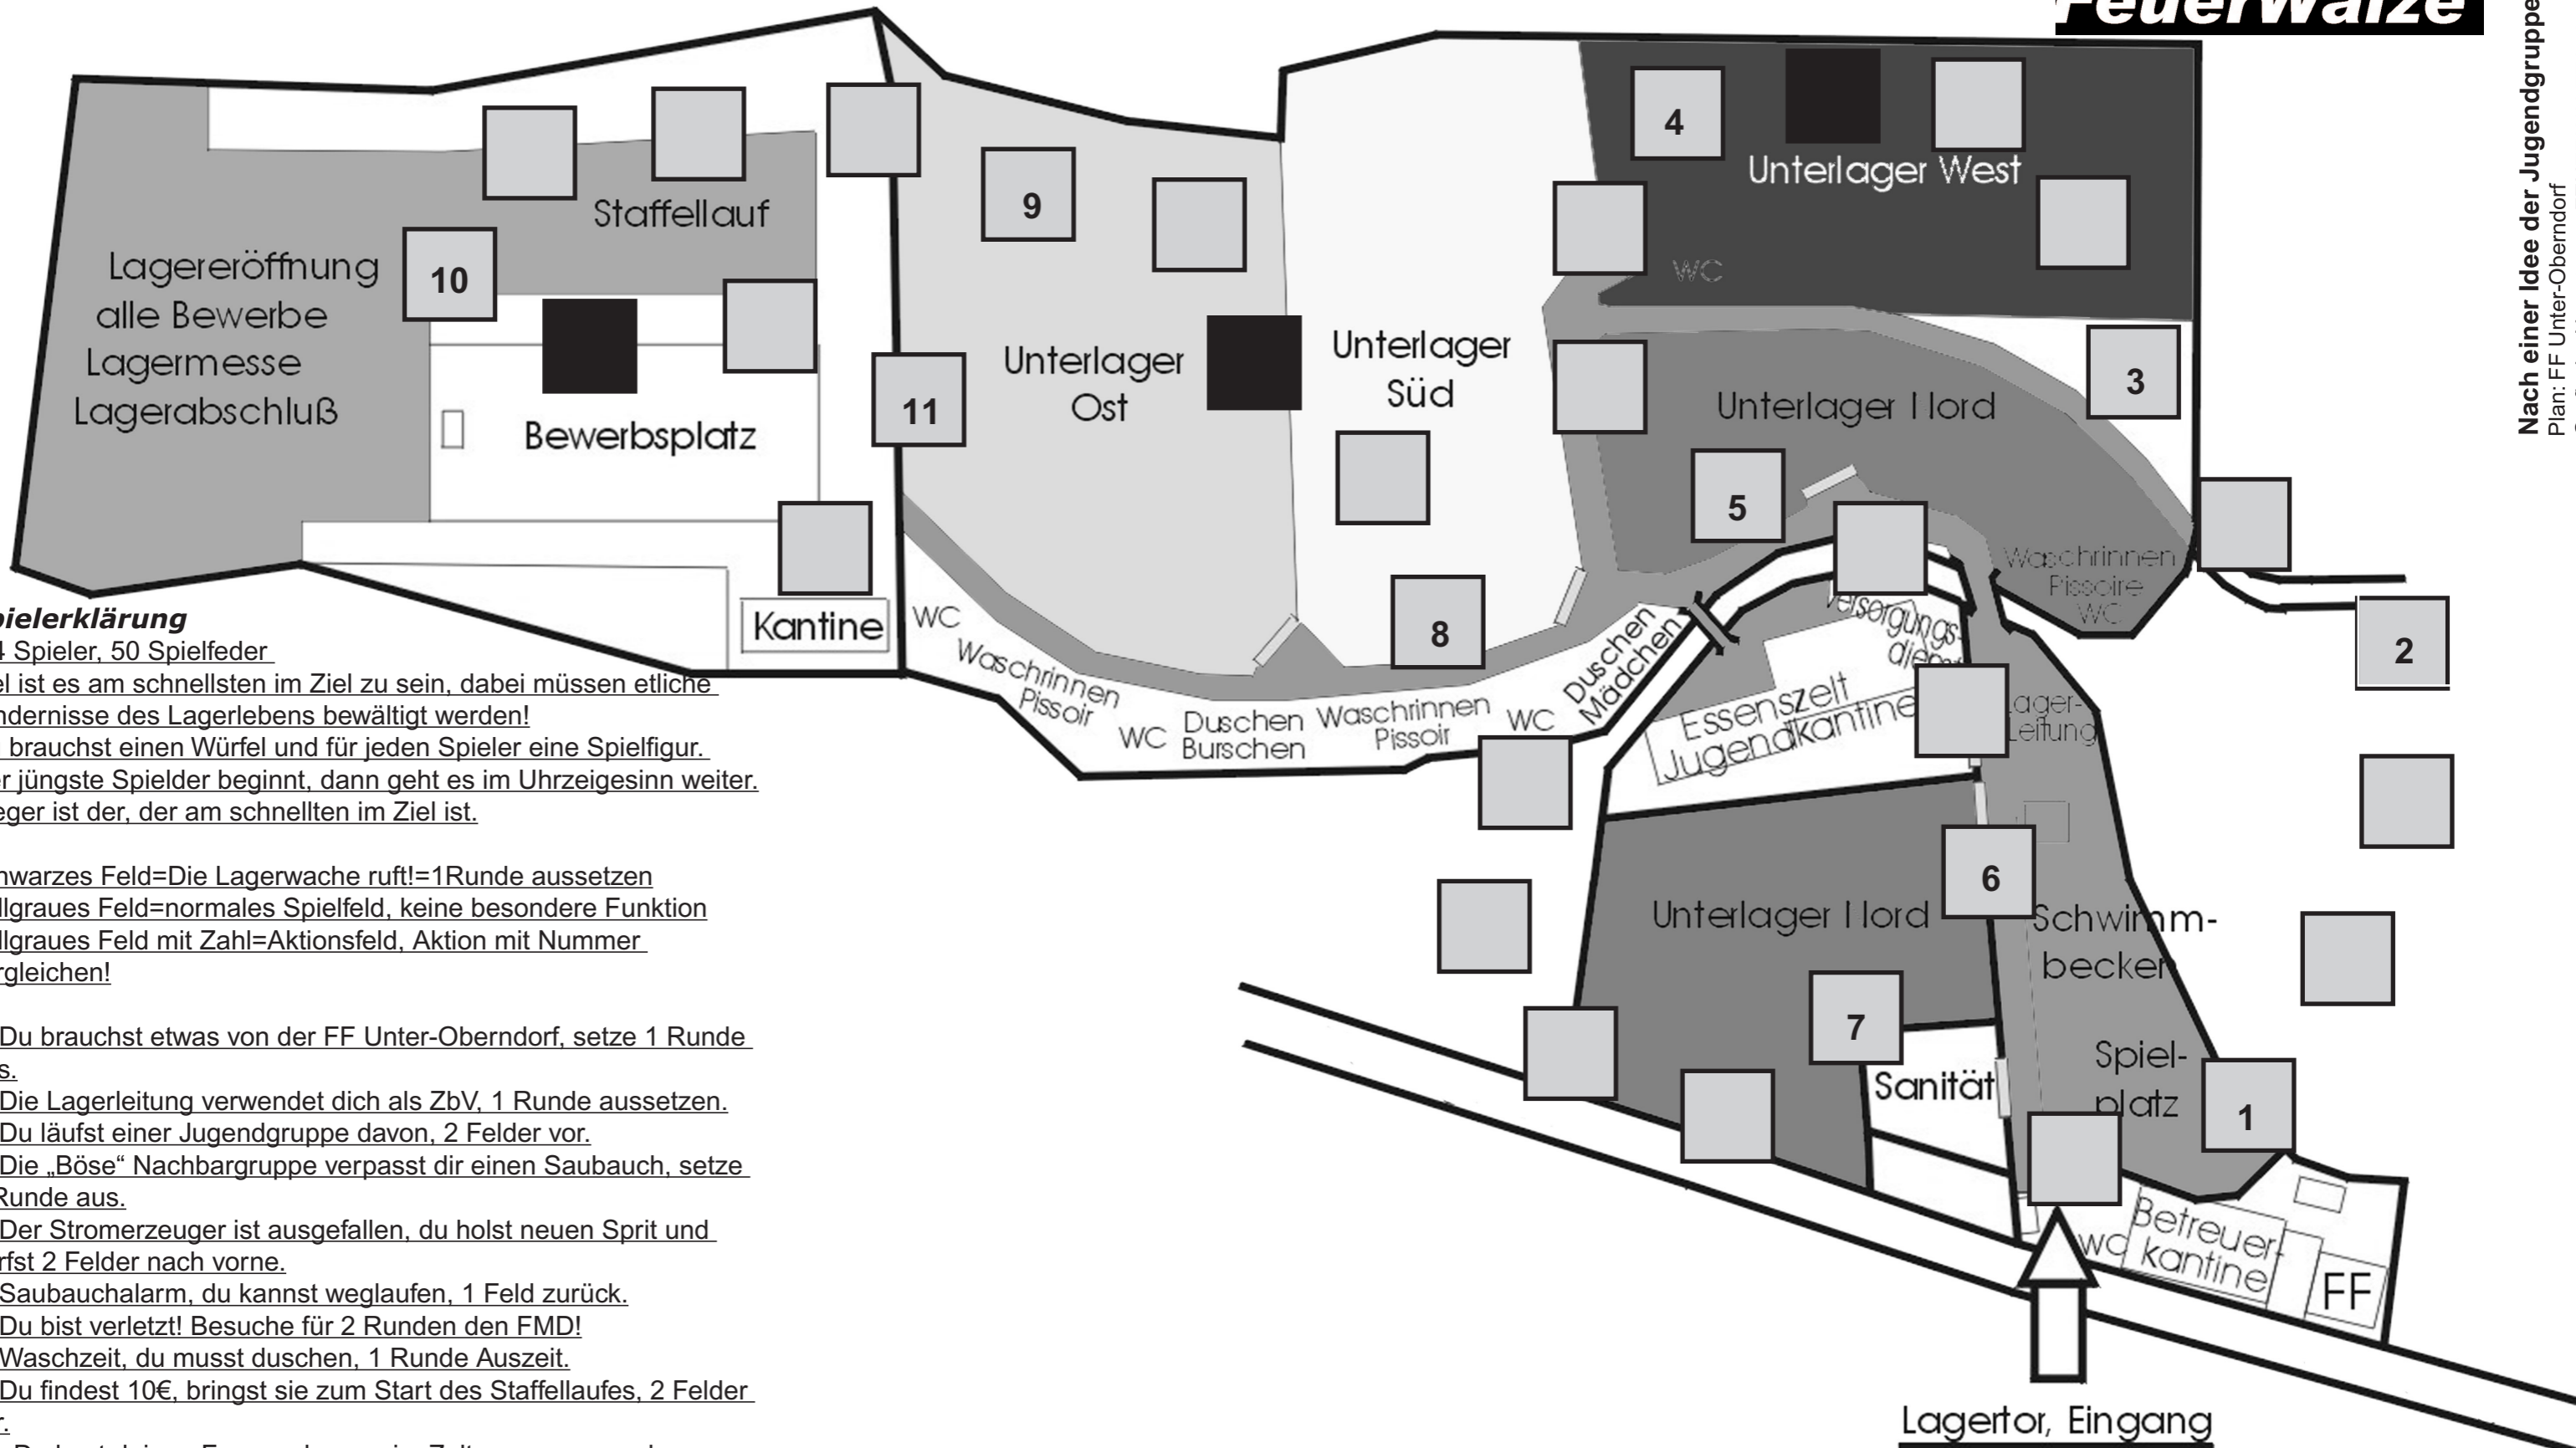 Feuerwalze
Nach einer Idee der Jugendgruppe
Plan: FF Unter-Oberndorf
4
Unterlager West
WC
9
Staffellauf
Lagereröffnung
alle Bewerbe
Lagermesse
Lagerabschluß
10
Bewerbsplatz
11
Unterlager
Ost
Unterlager
Süd
3
Unterlager Nord
5
Waschrinnen
Pissoire
WC
2
Kantine
WC
Waschrinnen
Pissoir
WC
Duschen
Burschen
Waschrinnen
Pissoir
WC
8
Duschen
Mädchen
Versorgungs-
dienst
Essenszelt
Jugendkantine
Lager-
Leitung
6
Unterlager Nord
Schwimm-
becken
7
Sanität
Spiel-
platz
1
WC
Betreuer-
kantine
FF
Lagertor, Eingang
pielerklärung
4 Spieler, 50 Spielfeder
el ist es am schnellsten im Ziel zu sein, dabei müssen etliche
ndernisse des Lagerlebens bewältigt werden!
brauchst einen Würfel und für jeden Spieler eine Spielfigur.
er jüngste Spielder beginnt, dann geht es im Uhrzeigesinn weiter.
eger ist der, der am schnellten im Ziel ist.
hwarzes Feld=Die Lagerwache ruft!=1Runde aussetzen
llgraues Feld=normales Spielfeld, keine besondere Funktion
llgraues Feld mit Zahl=Aktionsfeld, Aktion mit Nummer
rgleichen!
Du brauchst etwas von der FF Unter-Oberndorf, setze 1 Runde
s.
Die Lagerleitung verwendet dich als ZbV, 1 Runde aussetzen.
Du läufst einer Jugendgruppe davon, 2 Felder vor.
Die „Böse“ Nachbargruppe verpasst dir einen Saubauch, setze
Runde aus.
Der Stromerzeuger ist ausgefallen, du holst neuen Sprit und
rfst 2 Felder nach vorne.
Saubauchalarm, du kannst weglaufen, 1 Feld zurück.
Du bist verletzt! Besuche für 2 Runden den FMD!
Waschzeit, du musst duschen, 1 Runde Auszeit.
Du findest 10€, bringst sie zum Start des Staffellaufes, 2 Felder
r.